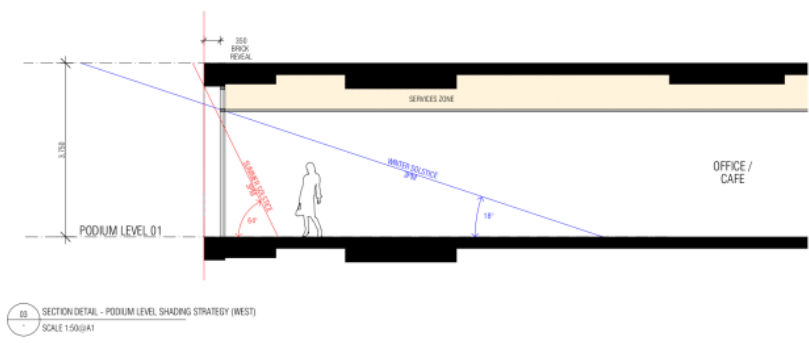 350
BRICK
REVEAL
SERVICES ZONE
3,750
SUMMER SOLSTICE
3PM
WINTER SOLSTICE
3PM
OFFICE /
CAFE
64°
18°
PODIUM LEVEL 01
03
-
SECTION DETAIL - PODIUM LEVEL SHADING STRATEGY (WEST)
SCALE 1:50@A1